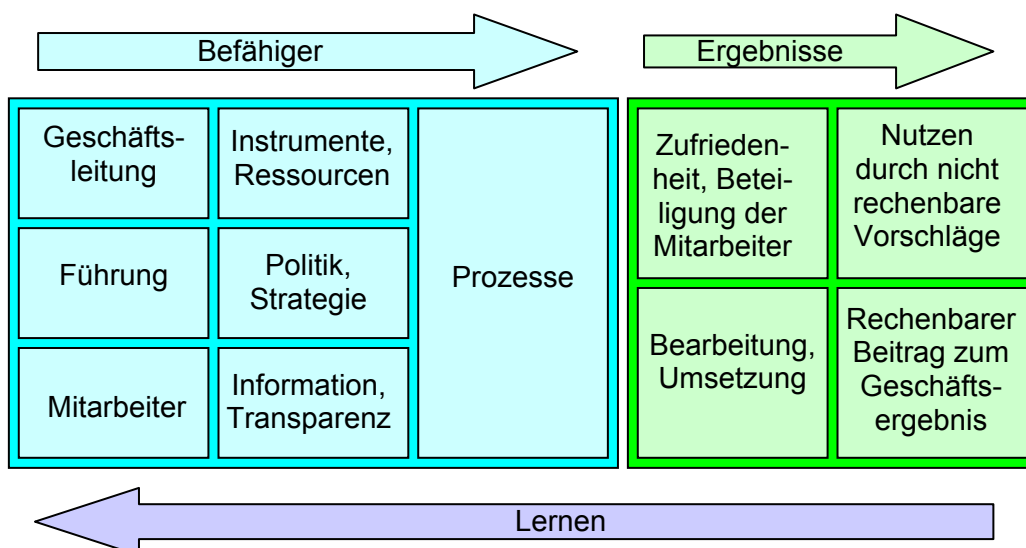 Befähiger
Ergebnisse
Geschäfts-
leitung
Instrumente,
Ressourcen
Führung
Politik,
Strategie
Mitarbeiter
Information,
Transparenz
Prozesse
Zufrieden-
heit, Betei-
ligung der
Mitarbeiter
Nutzen
durch nicht
rechenbare
Vorschläge
Bearbeitung,
Umsetzung
Rechenbarer
Beitrag zum
Geschäfts-
ergebnis
Lernen